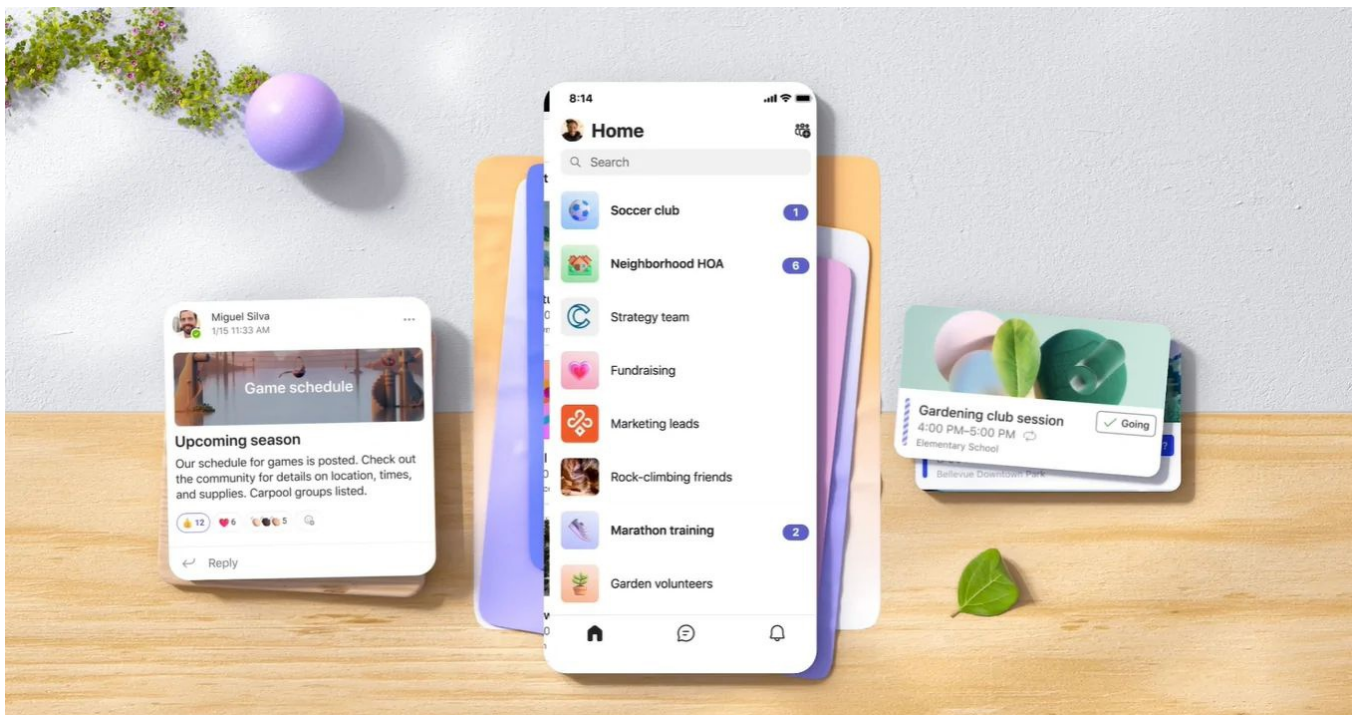 8:14
Home
Search
Soccer club
1
Neighborhood HOA
6
Strategy team
Fundraising
Marketing leads
Rock-climbing friends
Marathon training
2
Garden volunteers
Miguel Silva
1/15 11:33 AM
Game schedule
Upcoming season
Our schedule for games is posted. Check out
the community for details on location, times,
and supplies. Carpool groups listed.
12 6 5
Reply
Gardening club session
Going
4:00 PM–5:00 PM
Elementary School
?
Bellevue Downtown Park